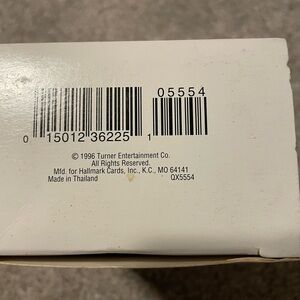 05554
0 15012 36225 1
© 1996 Turner Entertainment Co.
All Rights Reserved.
Mfd. for Hallmark Cards, Inc., K.C., MO 64141
Made in Thailand QX5554